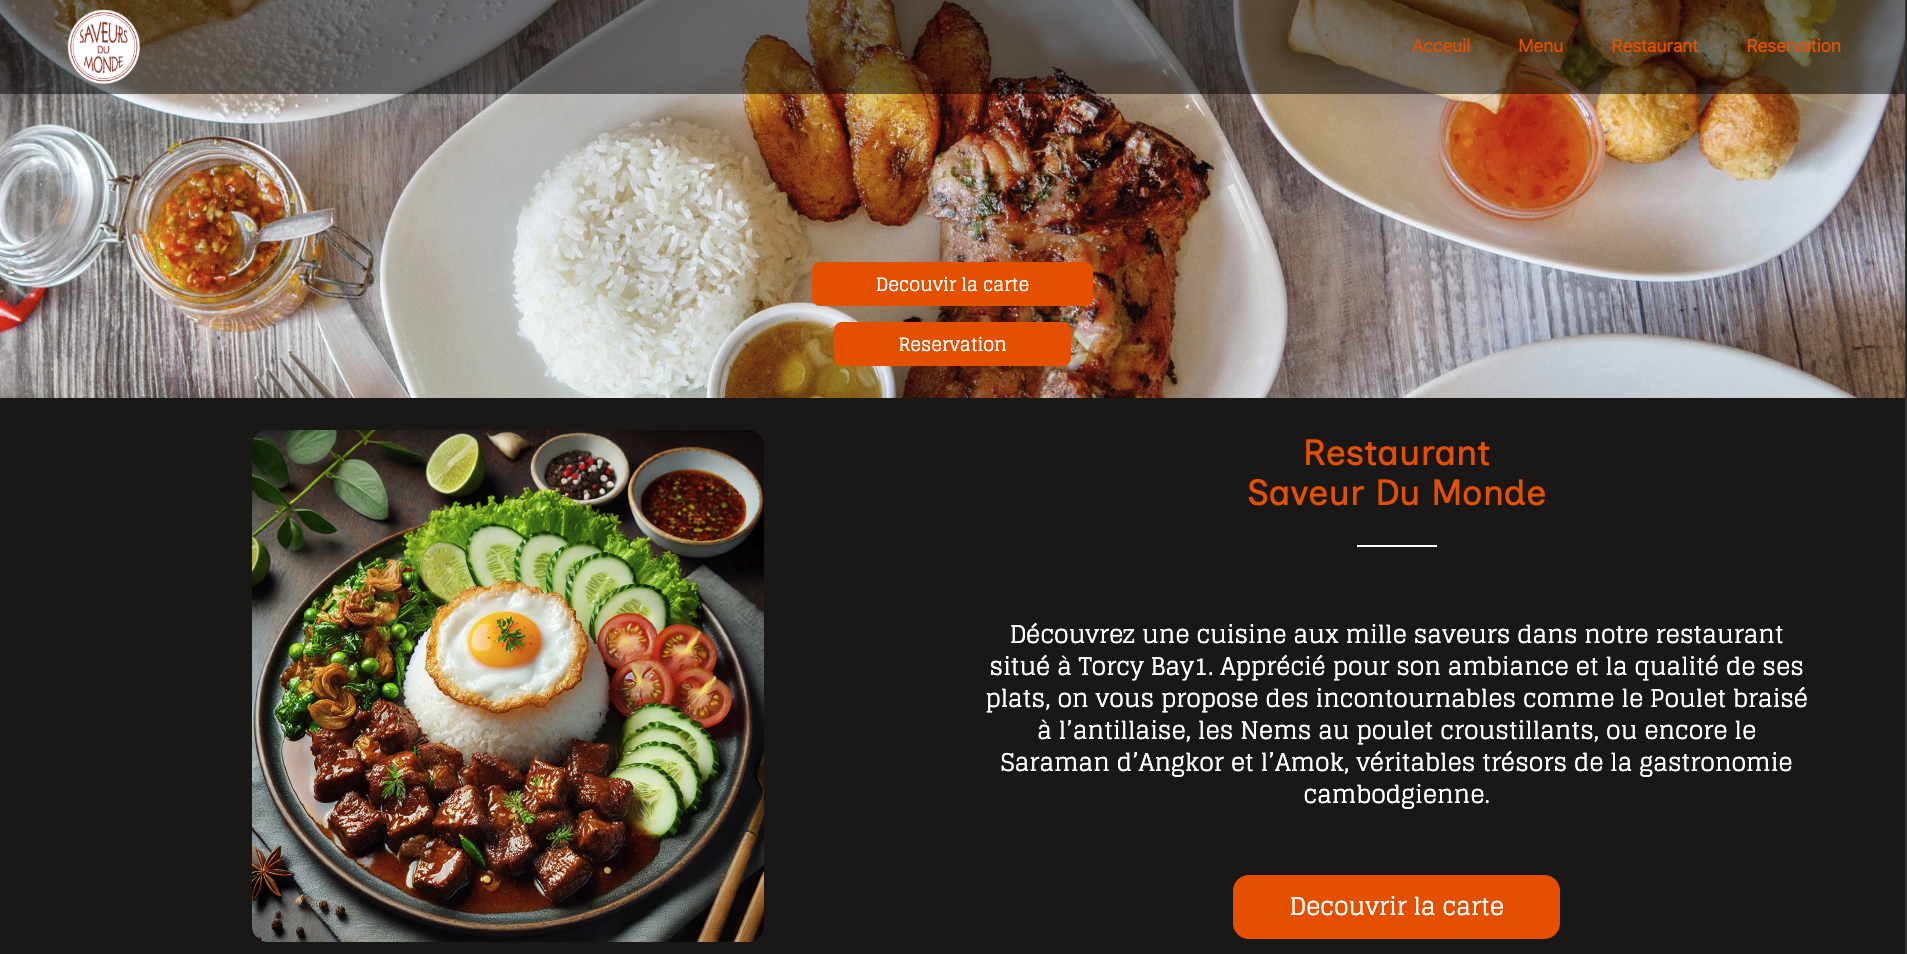 SAVEURS
DU
MONDE
Acceuil Menu Restaurant Reservation
Decouvir la carte
Reservation
Restaurant
Saveur Du Monde
Découvrez une cuisine aux mille saveurs dans notre restaurant
situé à Torcy Bay1. Apprécié pour son ambiance et la qualité de ses
plats, on vous propose des incontournables comme le Poulet braisé
à l’antillaise, les Nems au poulet croustillants, ou encore le
Saraman d’Angkor et l’Amok, véritables trésors de la gastronomie
cambodgienne.
Decouvrir la carte